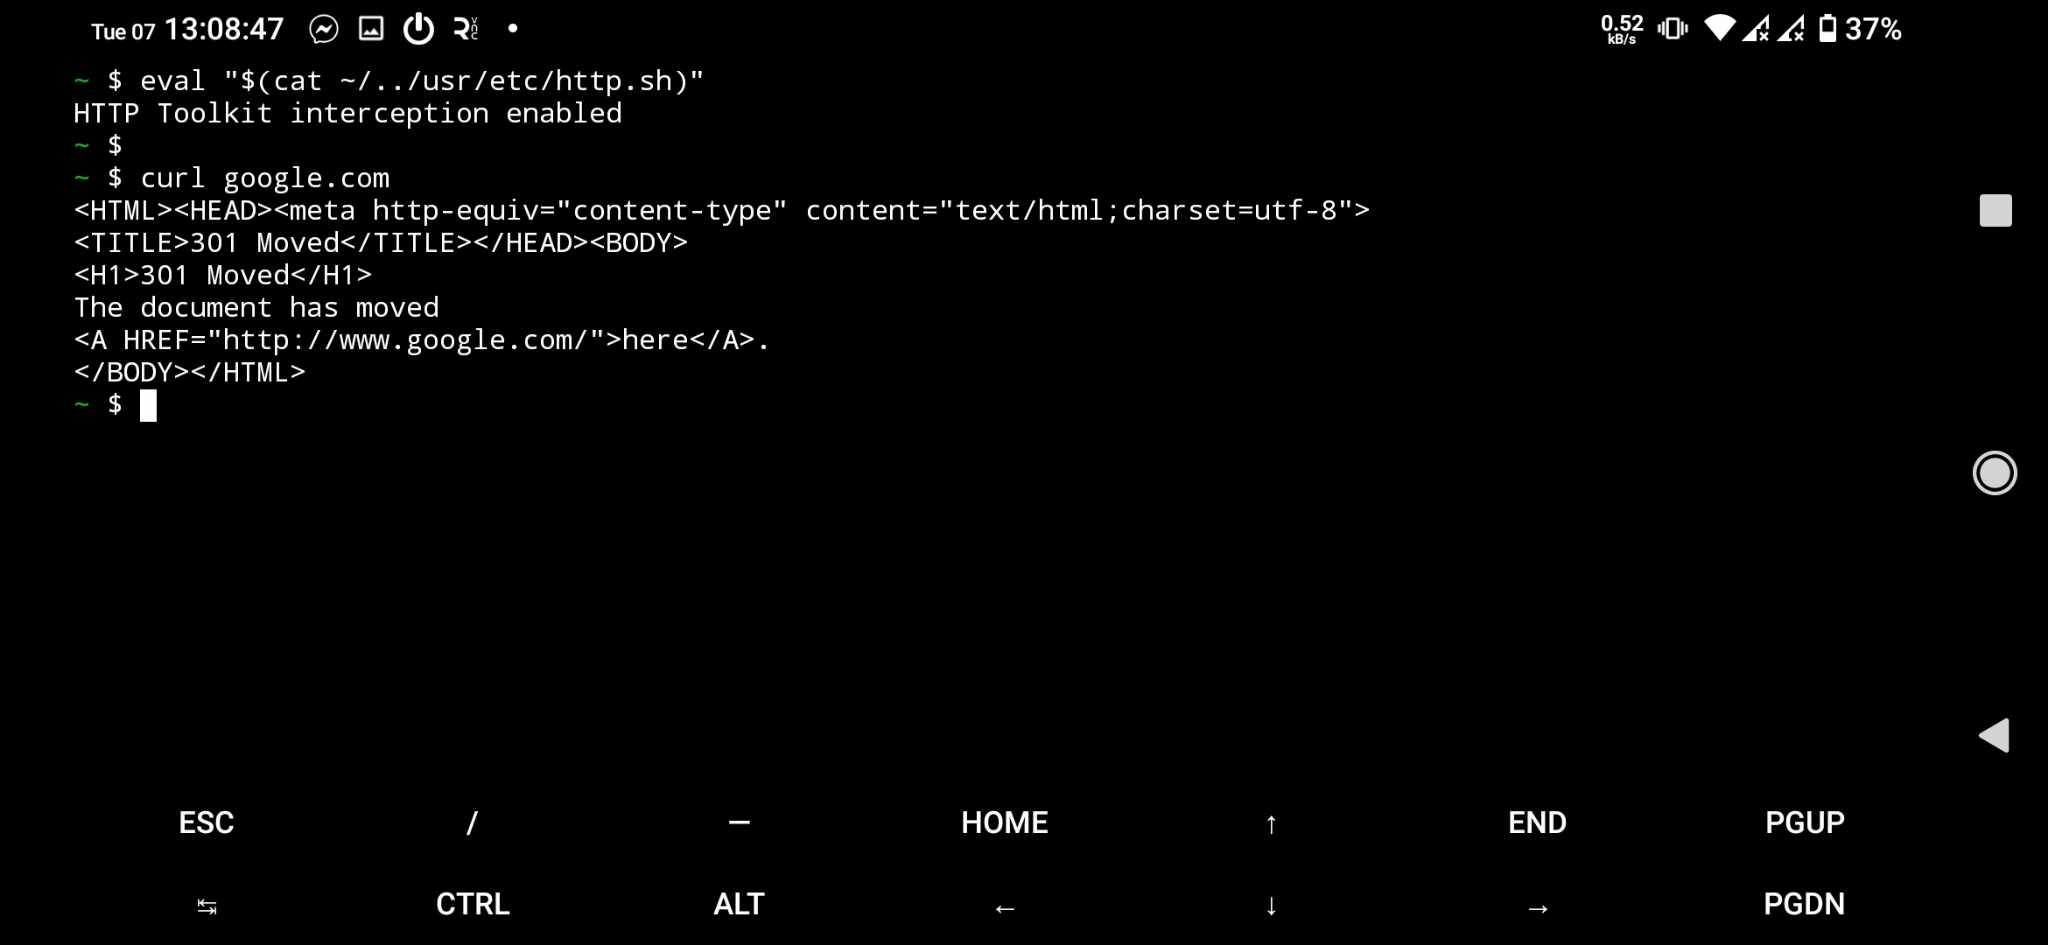 Tue 07 13:08:47
0.52 kB/s 37%
~ $ eval "$(cat ~/../usr/etc/http.sh)"
HTTP Toolkit interception enabled
~ $
~ $ curl google.com
<HTML><HEAD><meta http-equiv="content-type" content="text/html;charset=utf-8">
<TITLE>301 Moved</TITLE></HEAD><BODY>
<H1>301 Moved</H1>
The document has moved
<A HREF="http://www.google.com/">here</A>.
</BODY></HTML>
~ $
ESC / — HOME ↑ END PGUP
↹ CTRL ALT ← ↓ → PGDN